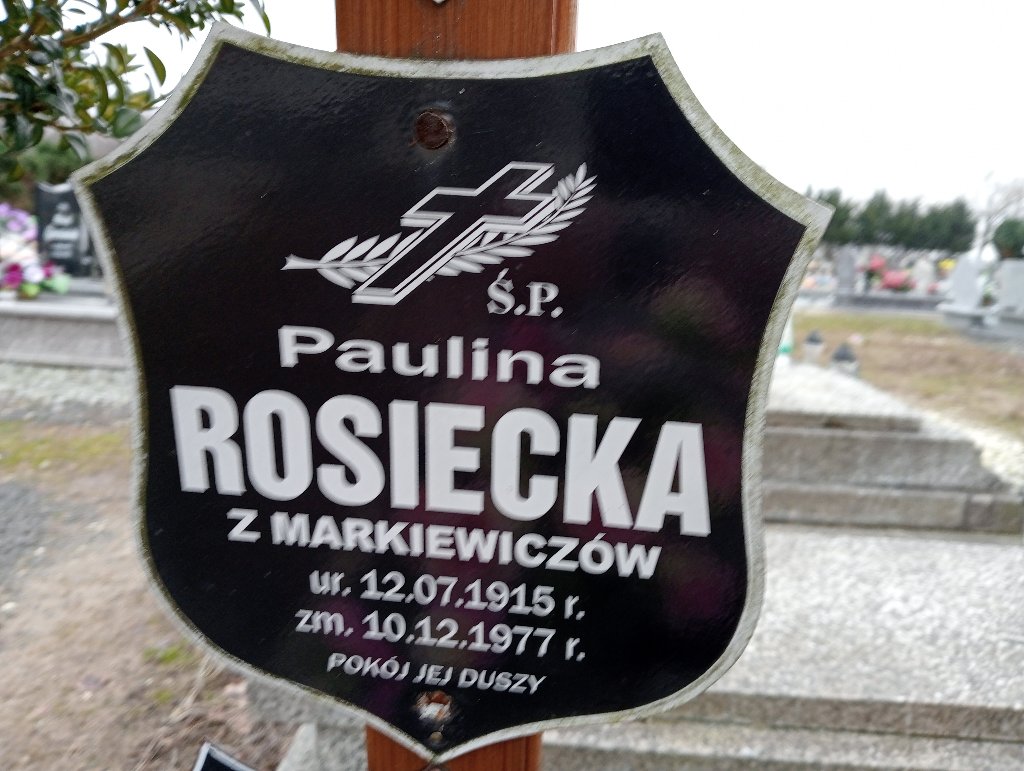 Ś.P.
Paulina
ROSIECKA
Z MARKIEWICZÓW
ur. 12.07.1915 r.
zm. 10.12.1977 r.
POKÓJ JEJ DUSZY